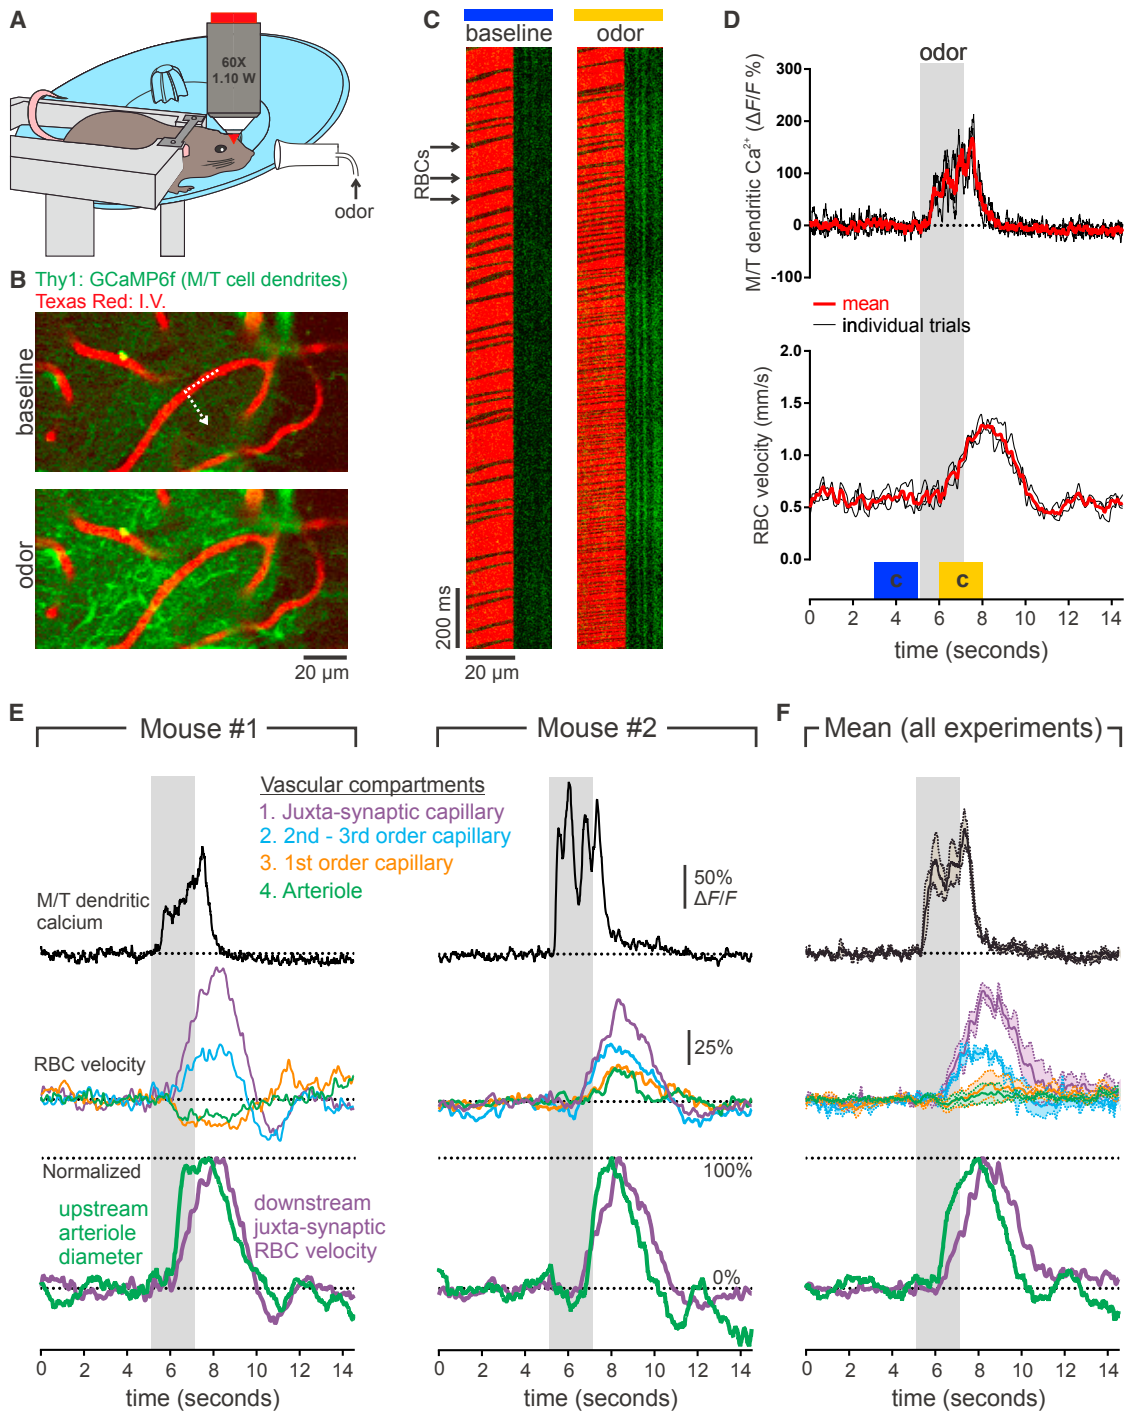 A
60X
1.10 W
odor
B
Thy1: GCaMP6f (M/T cell dendrites)
Texas Red: I.V.
baseline
odor
20 µm
C
baseline
odor
RBCs
200 ms
20 µm
D
odor
M/T dendritic Ca²⁺ (ΔF/F %)
300
200
100
0
-100
mean
individual trials
RBC velocity (mm/s)
2.0
1.5
1.0
0.5
0.0
c
c
0 2 4 6 8 10 12 14
time (seconds)
E
Mouse #1
Mouse #2
Vascular compartments
1. Juxta-synaptic capillary
2. 2nd - 3rd order capillary
3. 1st order capillary
4. Arteriole
M/T dendritic
calcium
50%
ΔF/F
RBC velocity
25%
Normalized
100%
upstream
arteriole
diameter
downstream
juxta-synaptic
RBC velocity
0%
0 2 4 6 8 10 12 14
time (seconds)
0 2 4 6 8 10 12 14
time (seconds)
F
Mean (all experiments)
0 2 4 6 8 10 12 14
time (seconds)